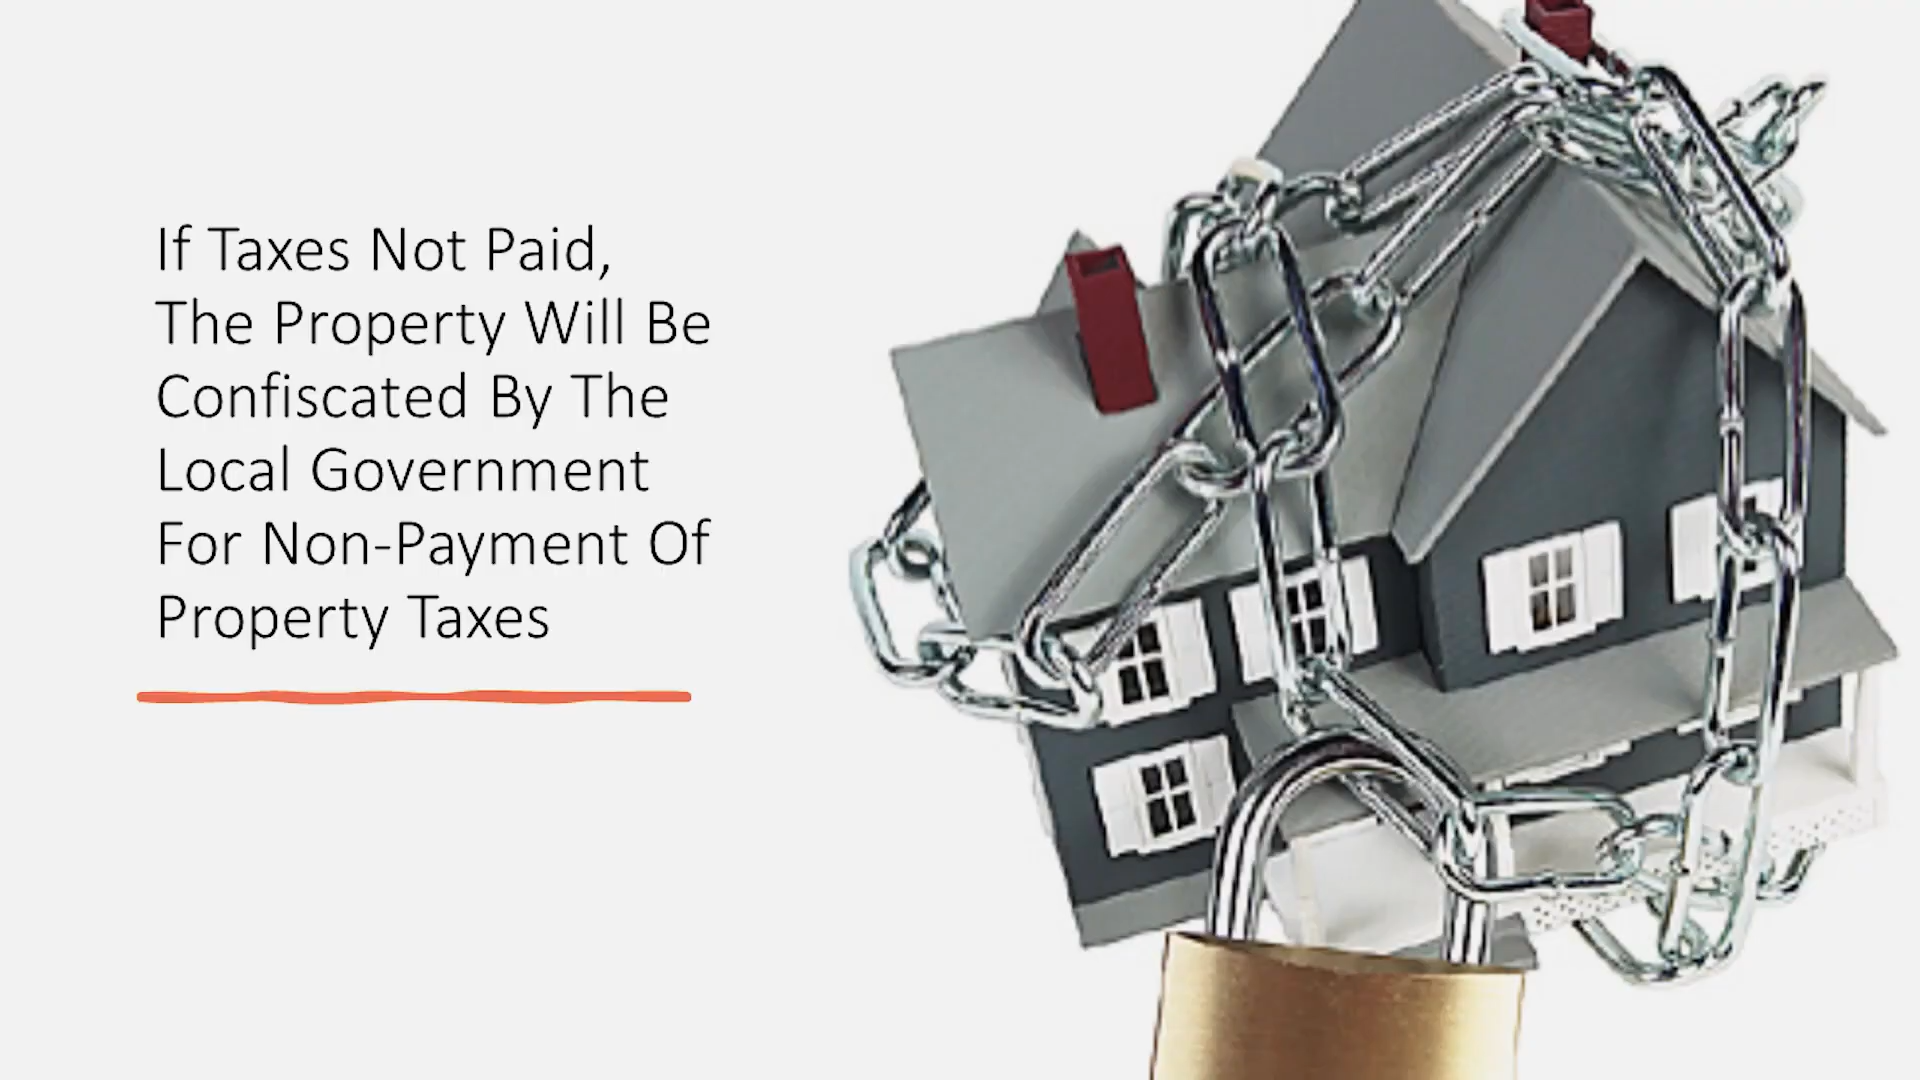 If Taxes Not Paid,
The Property Will Be
Confiscated By The
Local Government
For Non-Payment Of
Property Taxes